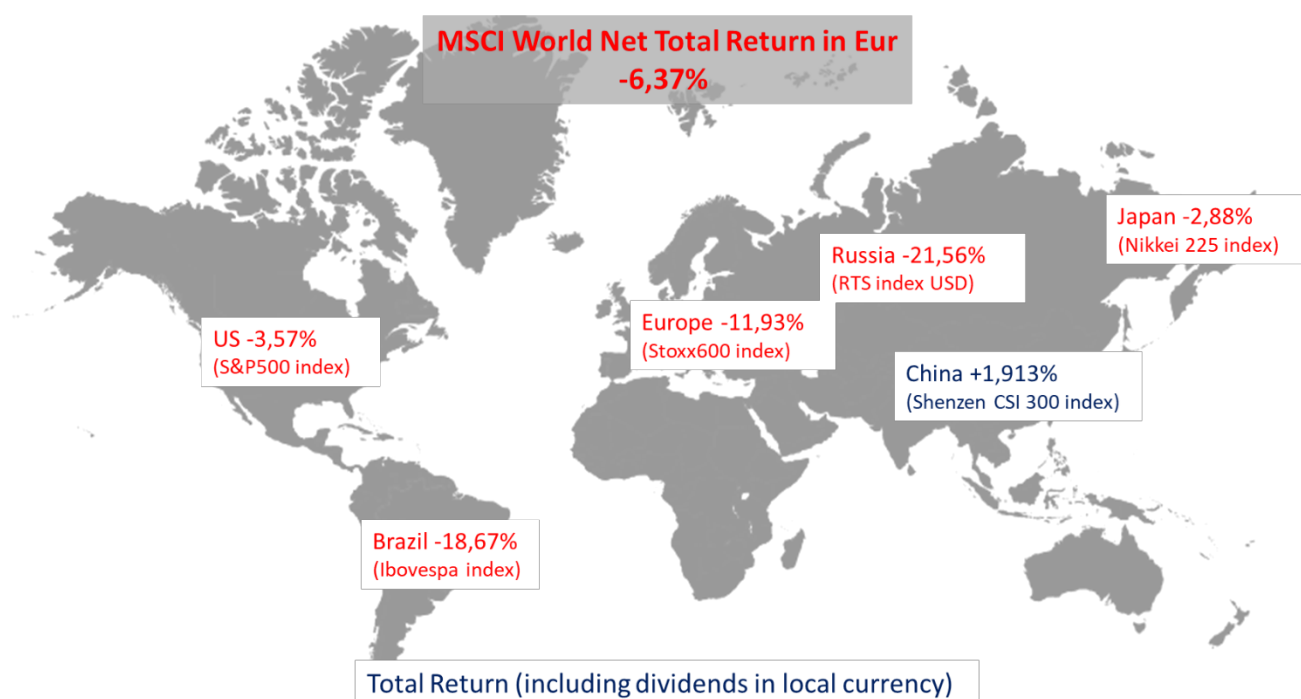 MSCI World Net Total Return in Eur
-6,37%
Japan -2,88%
(Nikkei 225 index)
Russia -21,56%
(RTS index USD)
Europe -11,93%
(Stoxx600 index)
US -3,57%
(S&P500 index)
China +1,913%
(Shenzen CSI 300 index)
Brazil -18,67%
(Ibovespa index)
Total Return (including dividends in local currency)